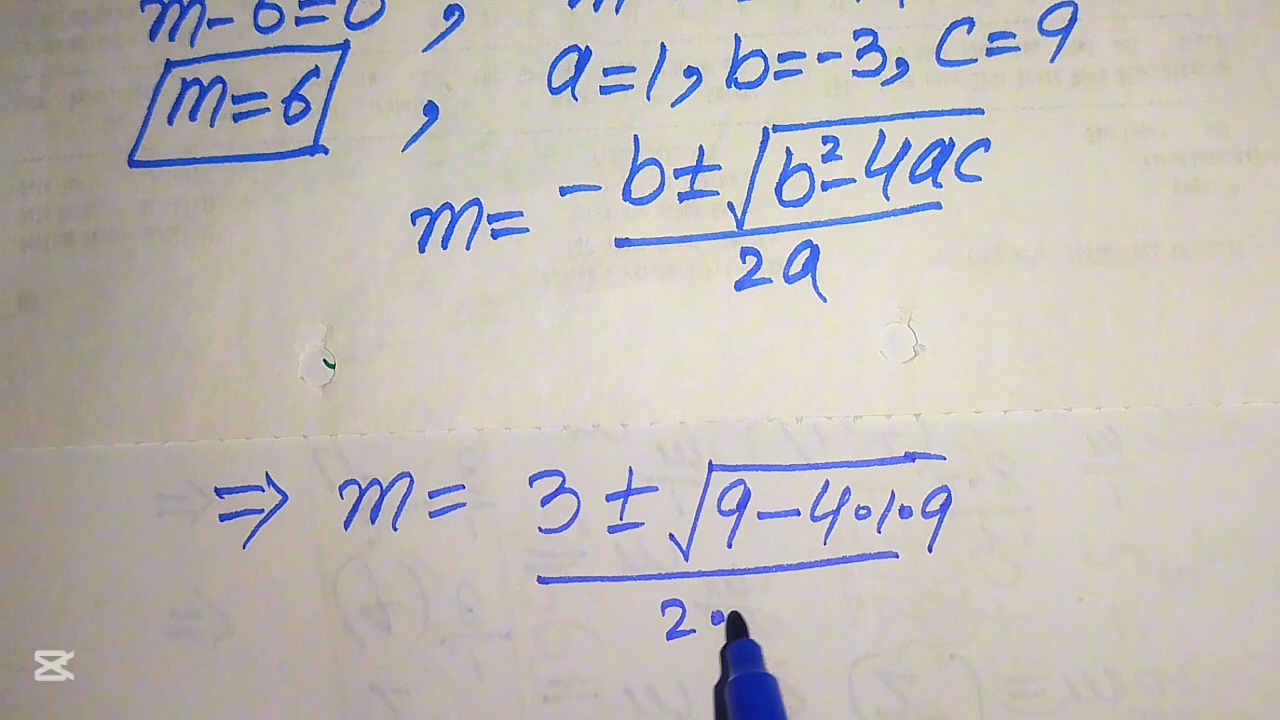 m-6=0 ,
m=6 , a=1, b=-3, c=9
m= -b±√b²-4ac
2a
⇒ m= 3±√9-4·1·9
2·